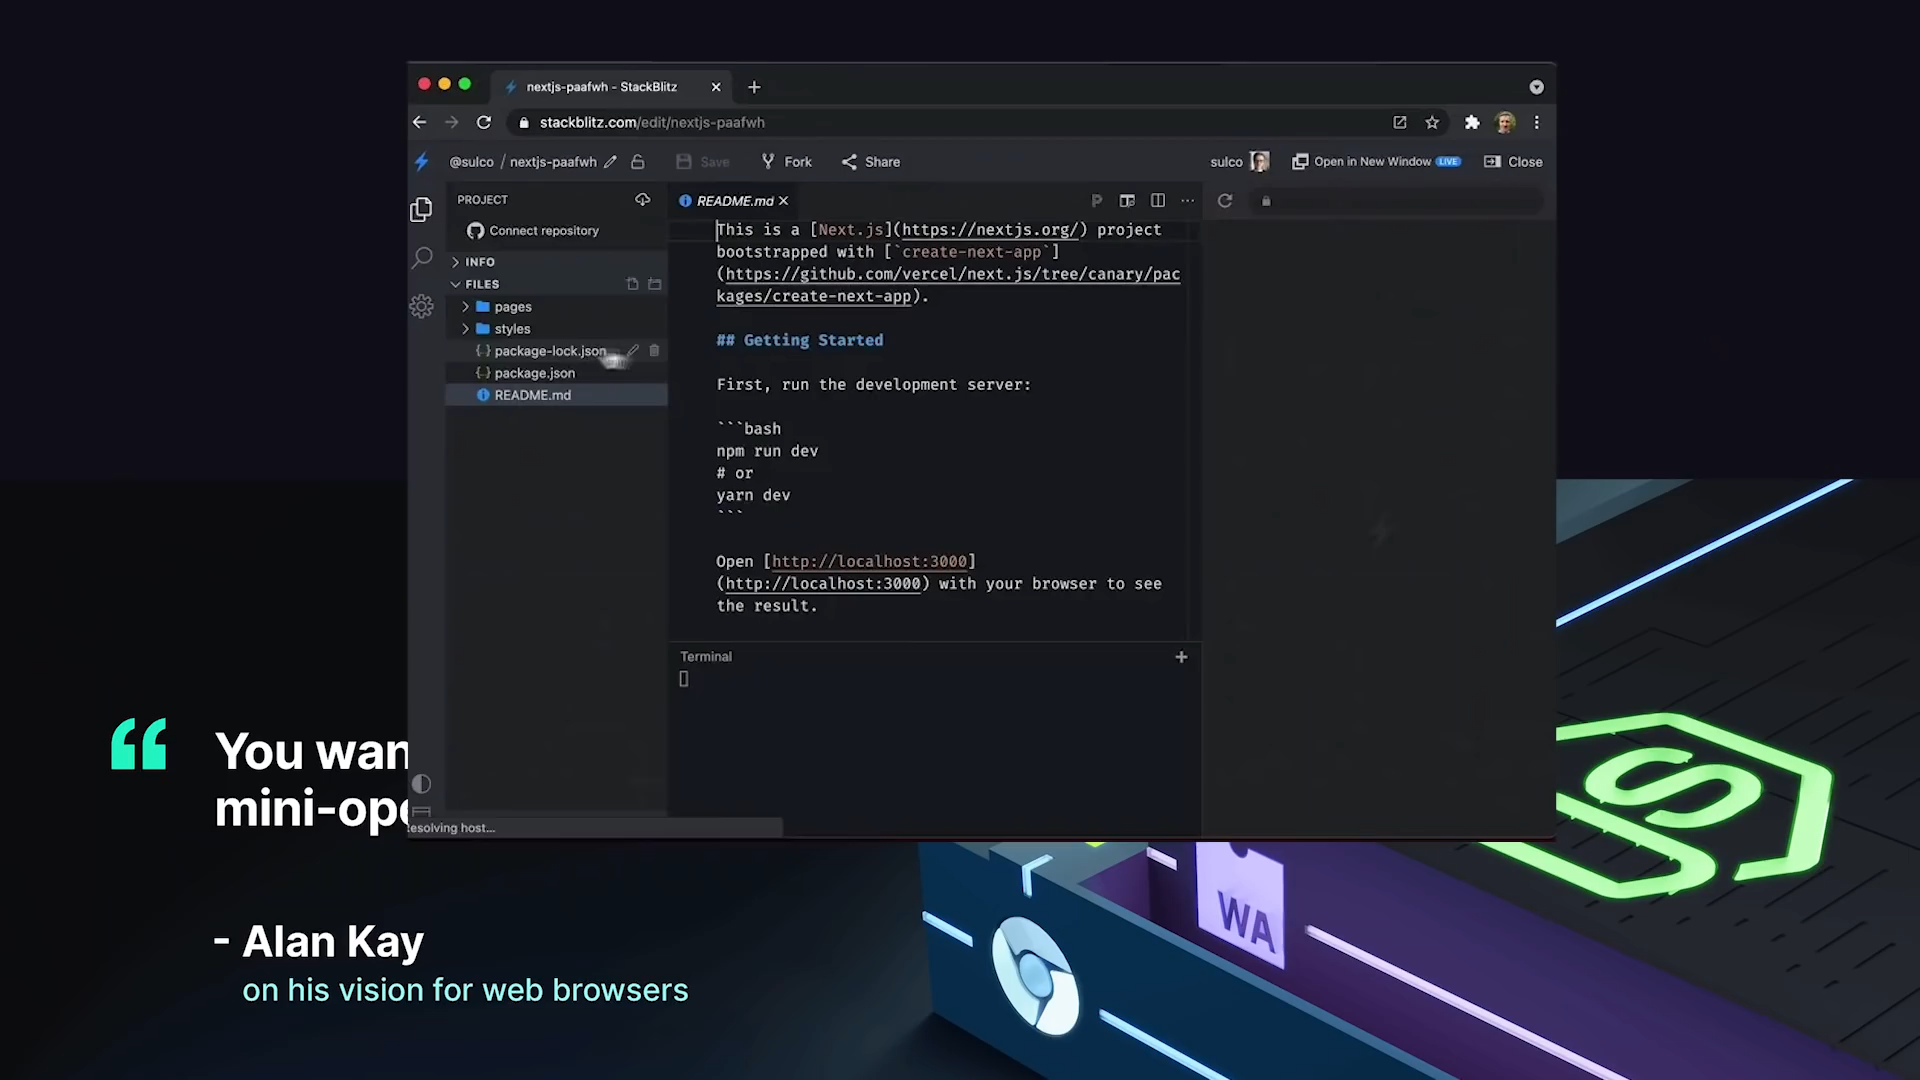 nextjs-paafwh - StackBlitz
stackblitz.com/edit/nextjs-paafwh
@sulco / nextjs-paafwh
Save
Fork
Share
sulco
Open in New Window LIVE
Close
PROJECT
Connect repository
INFO
FILES
pages
styles
package-lock.json
package.json
README.md
README.md
This is a [Next.js](https://nextjs.org/) project
bootstrapped with [`create-next-app`]
(https://github.com/vercel/next.js/tree/canary/pac
kages/create-next-app).
## Getting Started
First, run the development server:
```bash
npm run dev
# or
yarn dev
```
Open [http://localhost:3000]
(http://localhost:3000) with your browser to see
the result.
Terminal
esolving host...
“ You wan
mini-ope
- Alan Kay
on his vision for web browsers
WA
JS